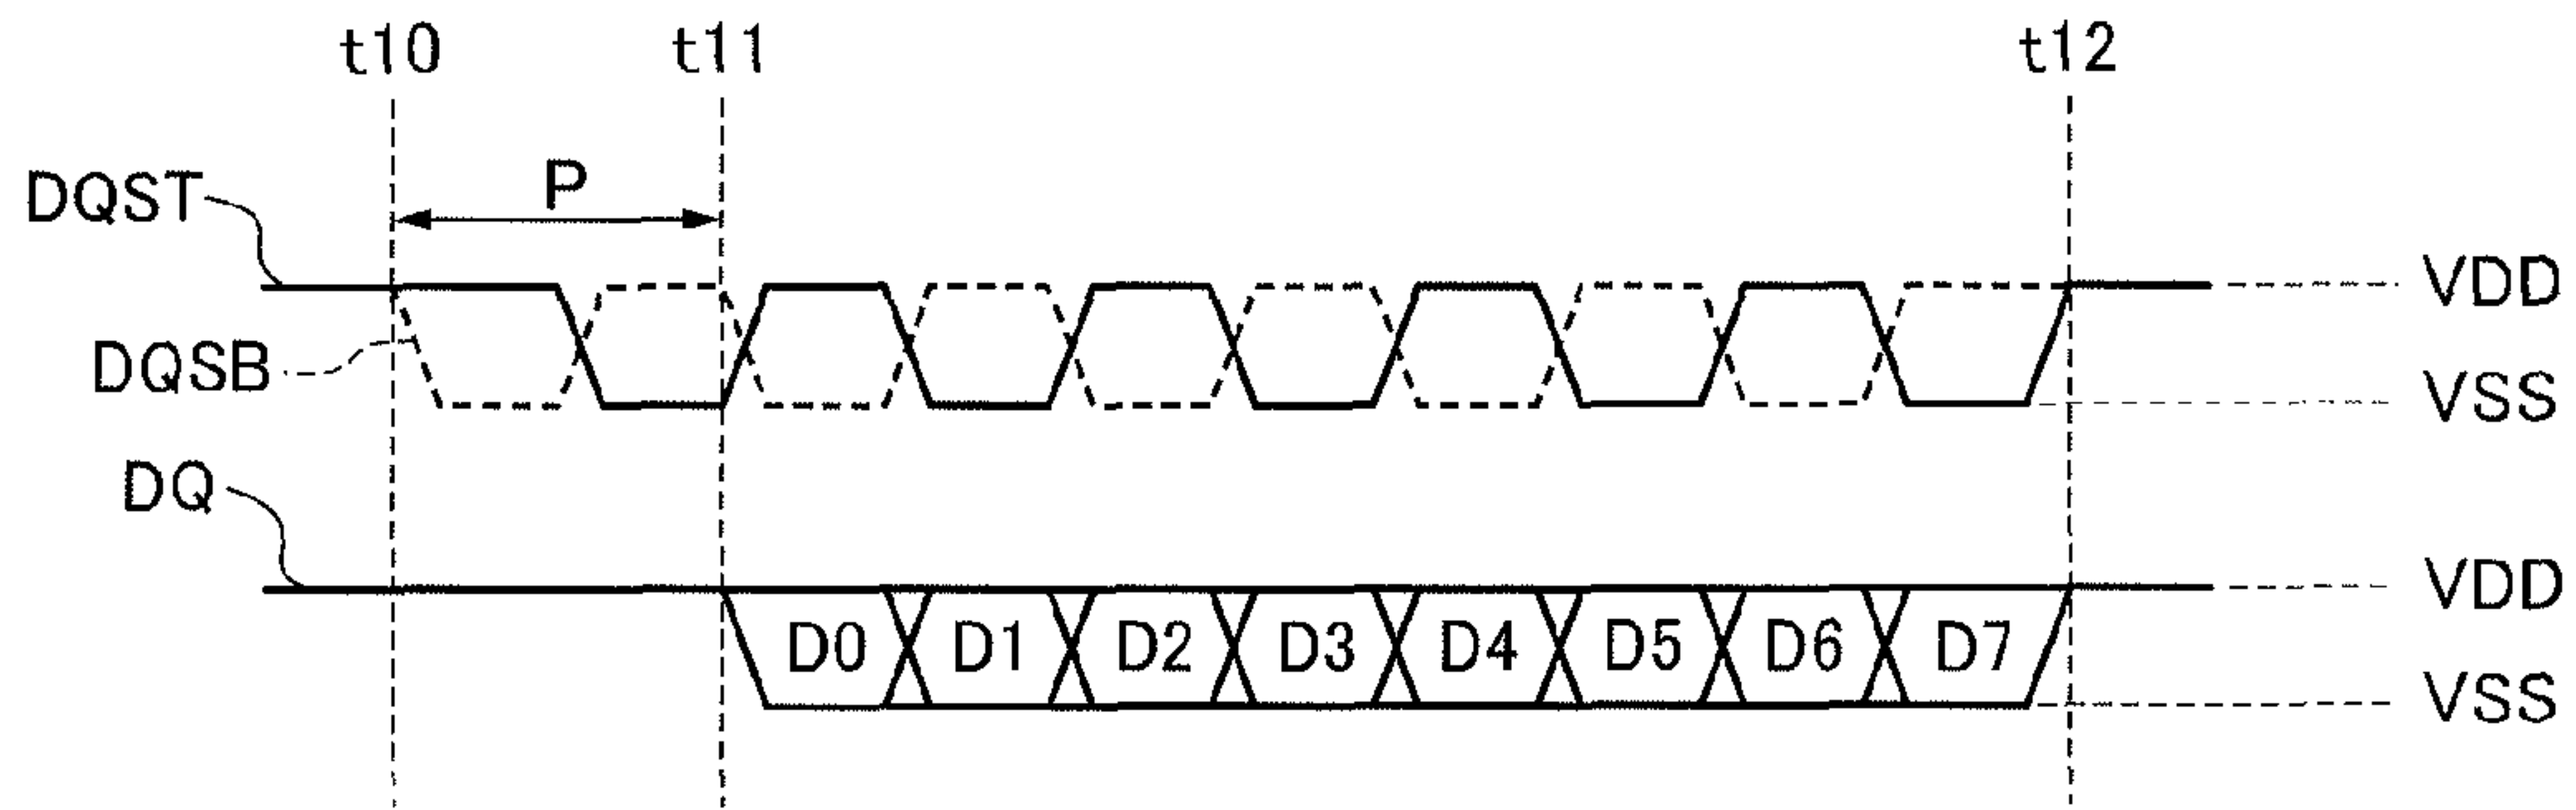 t10 t11 t12
P
DQST
VDD
DQSB
VSS
DQ
VDD
D0 D1 D2 D3 D4 D5 D6 D7
VSS